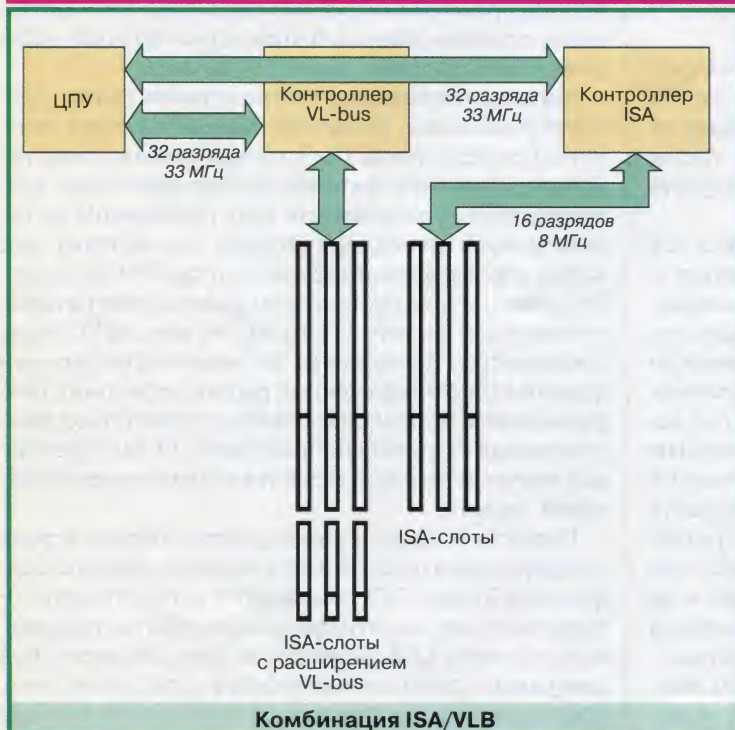 ЦПУ
Контроллер
VL-bus
Контроллер
ISA
32 разряда
33 МГц
32 разряда
33 МГц
16 разрядов
8 МГц
ISA-слоты
ISA-слоты
с расширением
VL-bus
Комбинация ISA/VLB